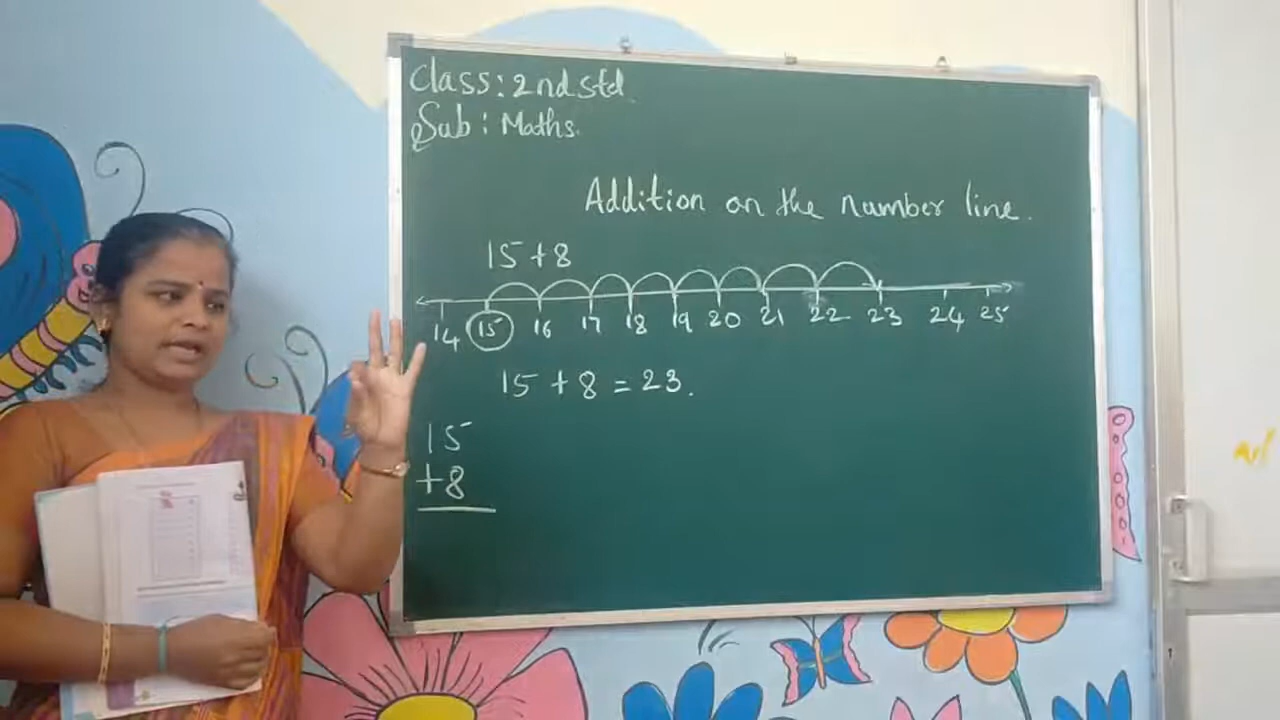 Class: 2nd std.
Sub: Maths.
Addition on the number line.
15+8
14 15 16 17 18 19 20 21 22 23 24 25
15 + 8 = 23.
15
+8